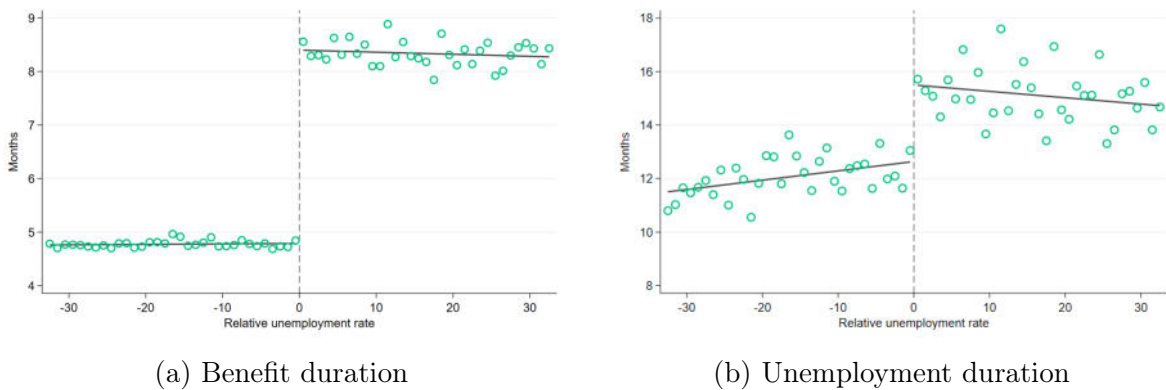 9
8
7
6
5
4
Months
-30 -20 -10 0 10 20 30
Relative unemployment rate
(a) Benefit duration
18
16
14
12
10
8
Months
-30 -20 -10 0 10 20 30
Relative unemployment rate
(b) Unemployment duration